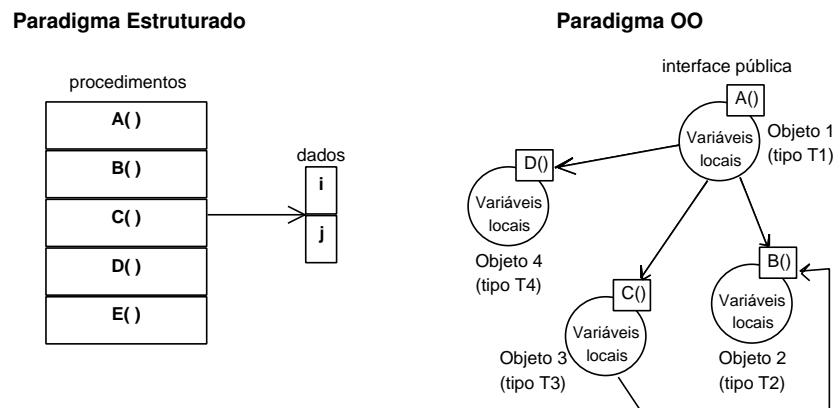 Paradigma Estruturado
procedimentos
A( )
B( )
C( )
D( )
E( )
dados
i
j
Paradigma OO
interface pública
A()
Variáveis
locais
Objeto 1
(tipo T1)
D()
Variáveis
locais
Objeto 4
(tipo T4)
C()
Variáveis
locais
Objeto 3
(tipo T3)
B()
Variáveis
locais
Objeto 2
(tipo T2)